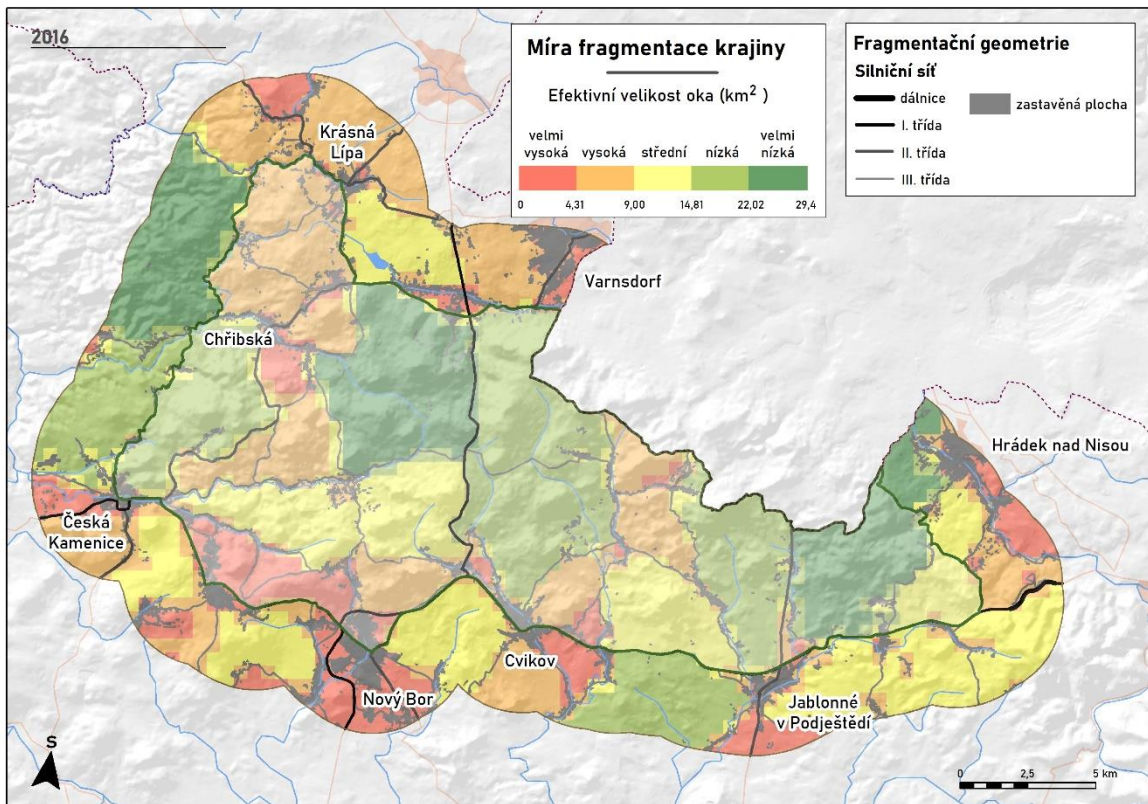 2016
Míra fragmentace krajiny
Efektivní velikost oka (km²)
velmi vysoká
vysoká
střední
nízká
velmi nízká
0 4,31 9,00 14,81 22,02 29,4
Fragmentační geometrie
Silniční síť
dálnice
I. třída
II. třída
III. třída
zastavěná plocha
Krásná
Lípa
Varnsdorf
Chřibská
Hrádek nad Nisou
Česká
Kamenice
Cvikov
Nový Bor
Jablonné
v Podještědí
S
0 2,5 5 km